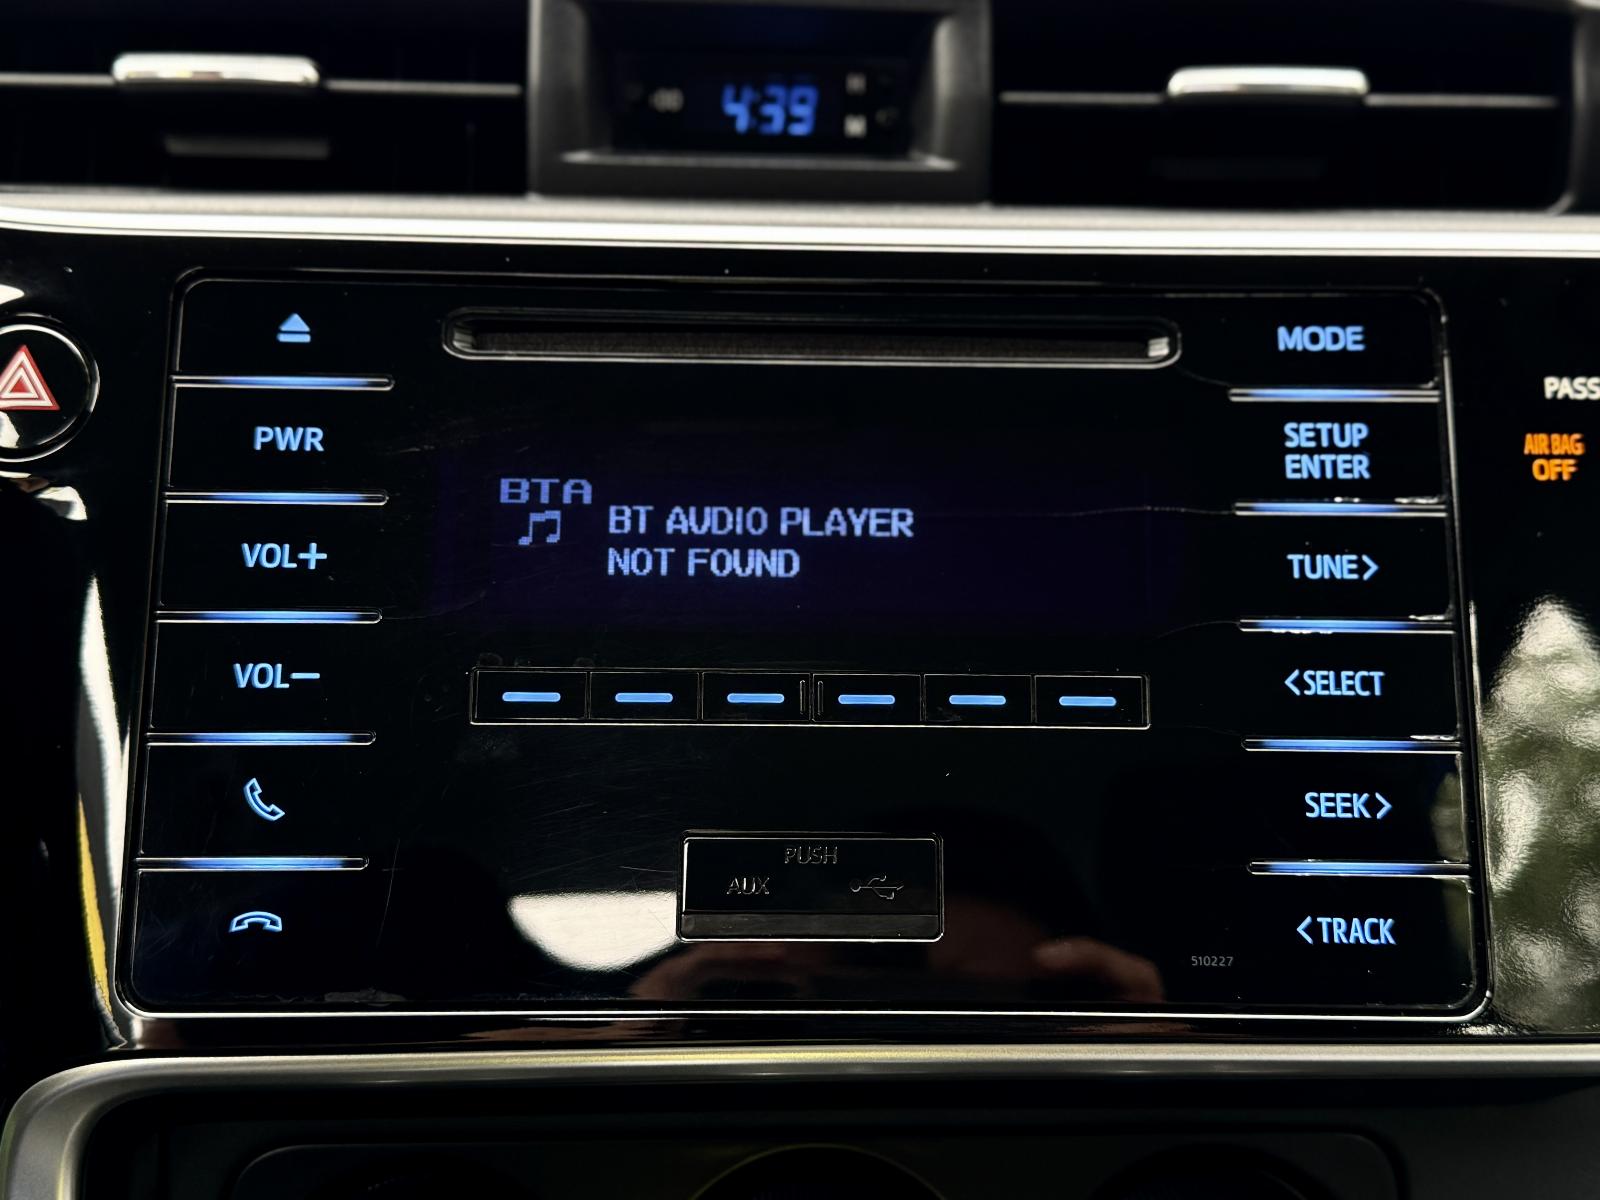 4:39
H
M
MODE
PWR
SETUP
ENTER
PASS
AIR BAG
OFF
BTA
BT AUDIO PLAYER
NOT FOUND
VOL+
TUNE>
VOL−
<SELECT
SEEK>
PUSH
AUX
<TRACK
510227